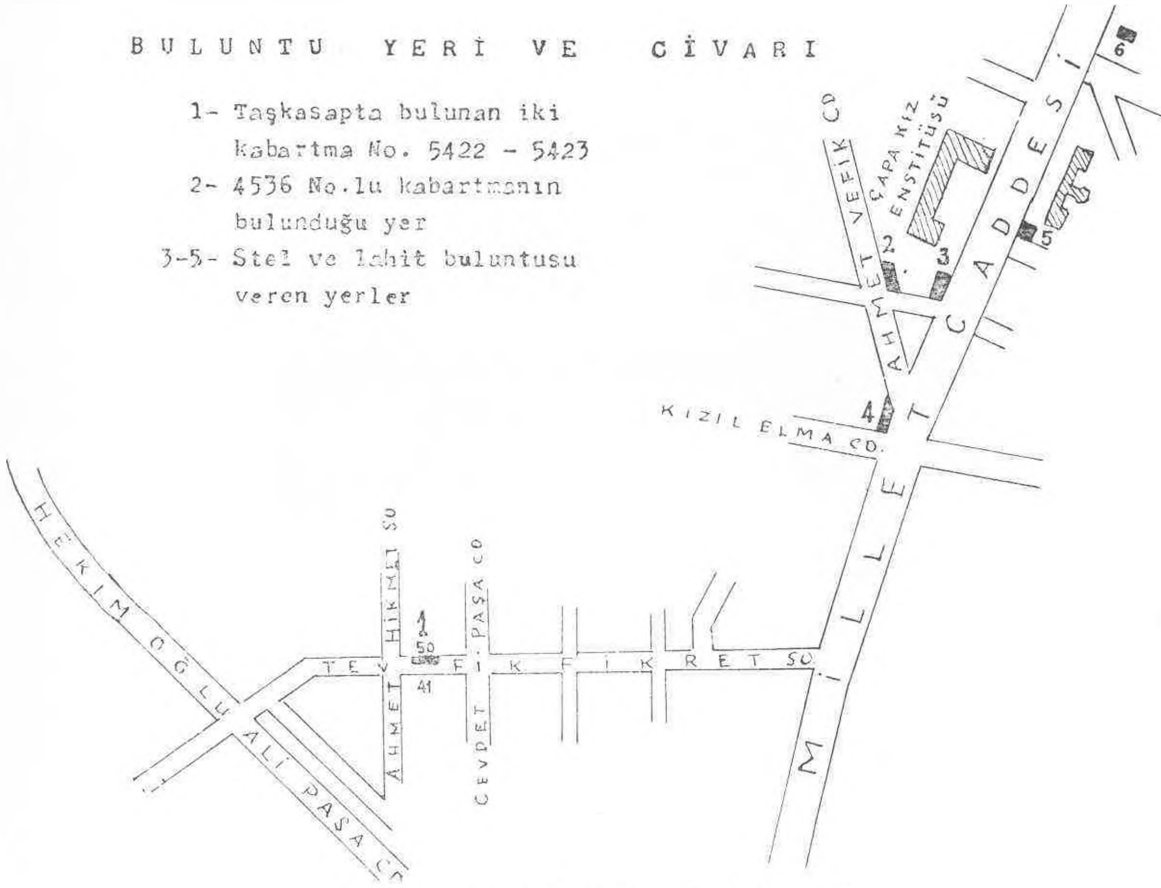 BULUNTU YERİ VE CİVARI
1- Taşkasapta bulunan iki
kabartma No. 5422 - 5423
2- 4536 No.lu kabartmanın
bulunduğu yer
3-5- Stel ve lahit buluntusu
veren yerler
6
ÇAPA KIZ
ENSTİTÜSÜ
AHMET VEFİK CD
2
3
5
4
KIZIL ELMA CD.
MİLLET CADDESİ
HEKİM OĞLU ALİ PAŞA CD
AHMET HİKMET SO
CEVDET PAŞA CD
1
50
TEVFİK FİKRET SO.
41